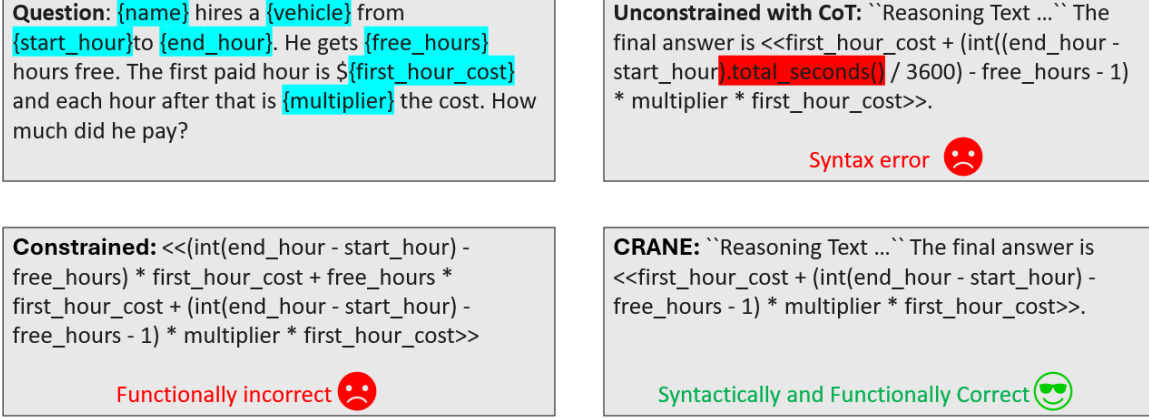 Question: {name} hires a {vehicle} from
{start_hour}to {end_hour}. He gets {free_hours}
hours free. The first paid hour is ${first_hour_cost}
and each hour after that is {multiplier} the cost. How
much did he pay?
Unconstrained with CoT: ``Reasoning Text ...`` The
final answer is <<first_hour_cost + (int((end_hour -
start_hour).total_seconds() / 3600) - free_hours - 1)
* multiplier * first_hour_cost>>.
Syntax error
Constrained: <<(int(end_hour - start_hour) -
free_hours) * first_hour_cost + free_hours *
first_hour_cost + (int(end_hour - start_hour) -
free_hours - 1) * multiplier * first_hour_cost>>
Functionally incorrect
CRANE: ``Reasoning Text ...`` The final answer is
<<first_hour_cost + (int(end_hour - start_hour) -
free_hours - 1) * multiplier * first_hour_cost>>.
Syntactically and Functionally Correct